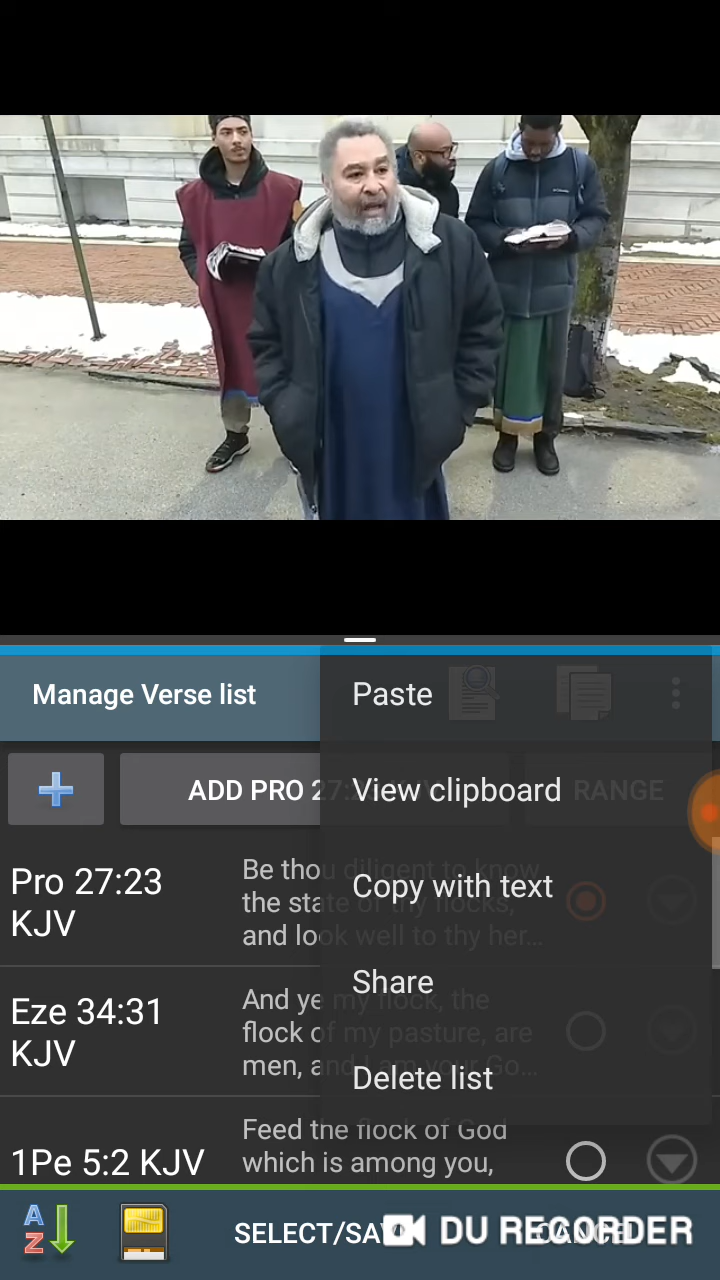 Manage Verse list
Paste
View clipboard
Copy with text
Share
Delete list
ADD PRO 27:2
RANGE
Pro 27:23
KJV
Be thou diligent to know
the state of thy flocks,
and look well to thy her...
Eze 34:31
KJV
And ye my flock, the
flock of my pasture, are
men, and I am your Go...
1Pe 5:2 KJV
Feed the flock of God
which is among you,
A
Z
SELECT/SAV
CANCEL
DU RECORDER